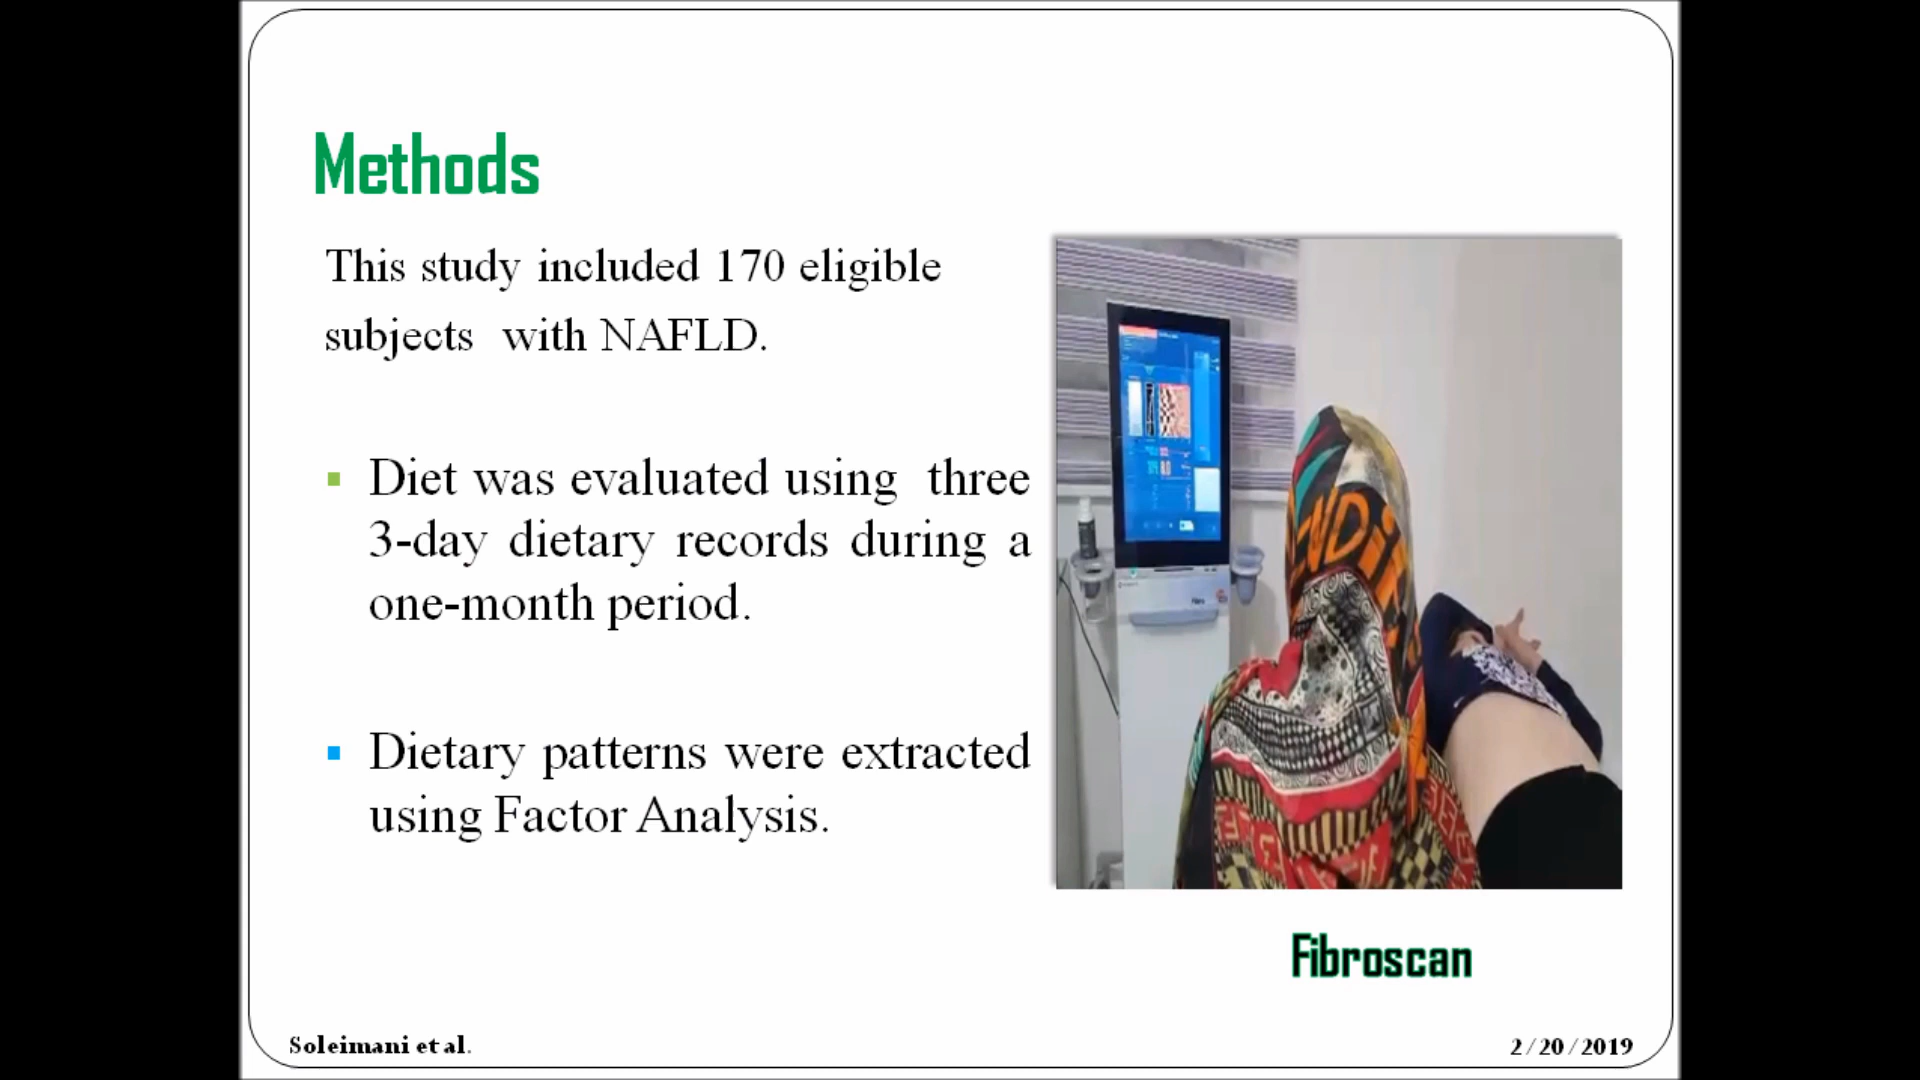 Methods
This study included 170 eligible
subjects with NAFLD.
Diet was evaluated using three
3-day dietary records during a
one-month period.
Dietary patterns were extracted
using Factor Analysis.
Fibroscan
Soleimani et al.
2/20/2019